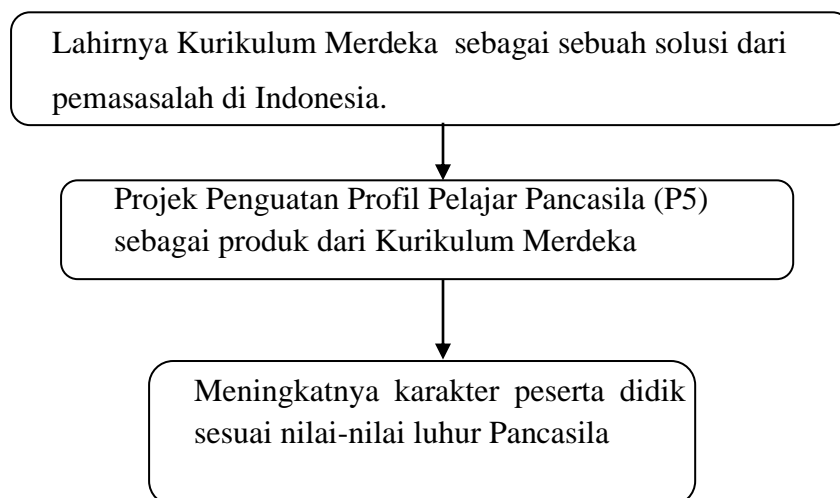 Lahirnya Kurikulum Merdeka sebagai sebuah solusi dari
pemasasalah di Indonesia.
Projek Penguatan Profil Pelajar Pancasila (P5)
sebagai produk dari Kurikulum Merdeka
Meningkatnya karakter peserta didik
sesuai nilai-nilai luhur Pancasila